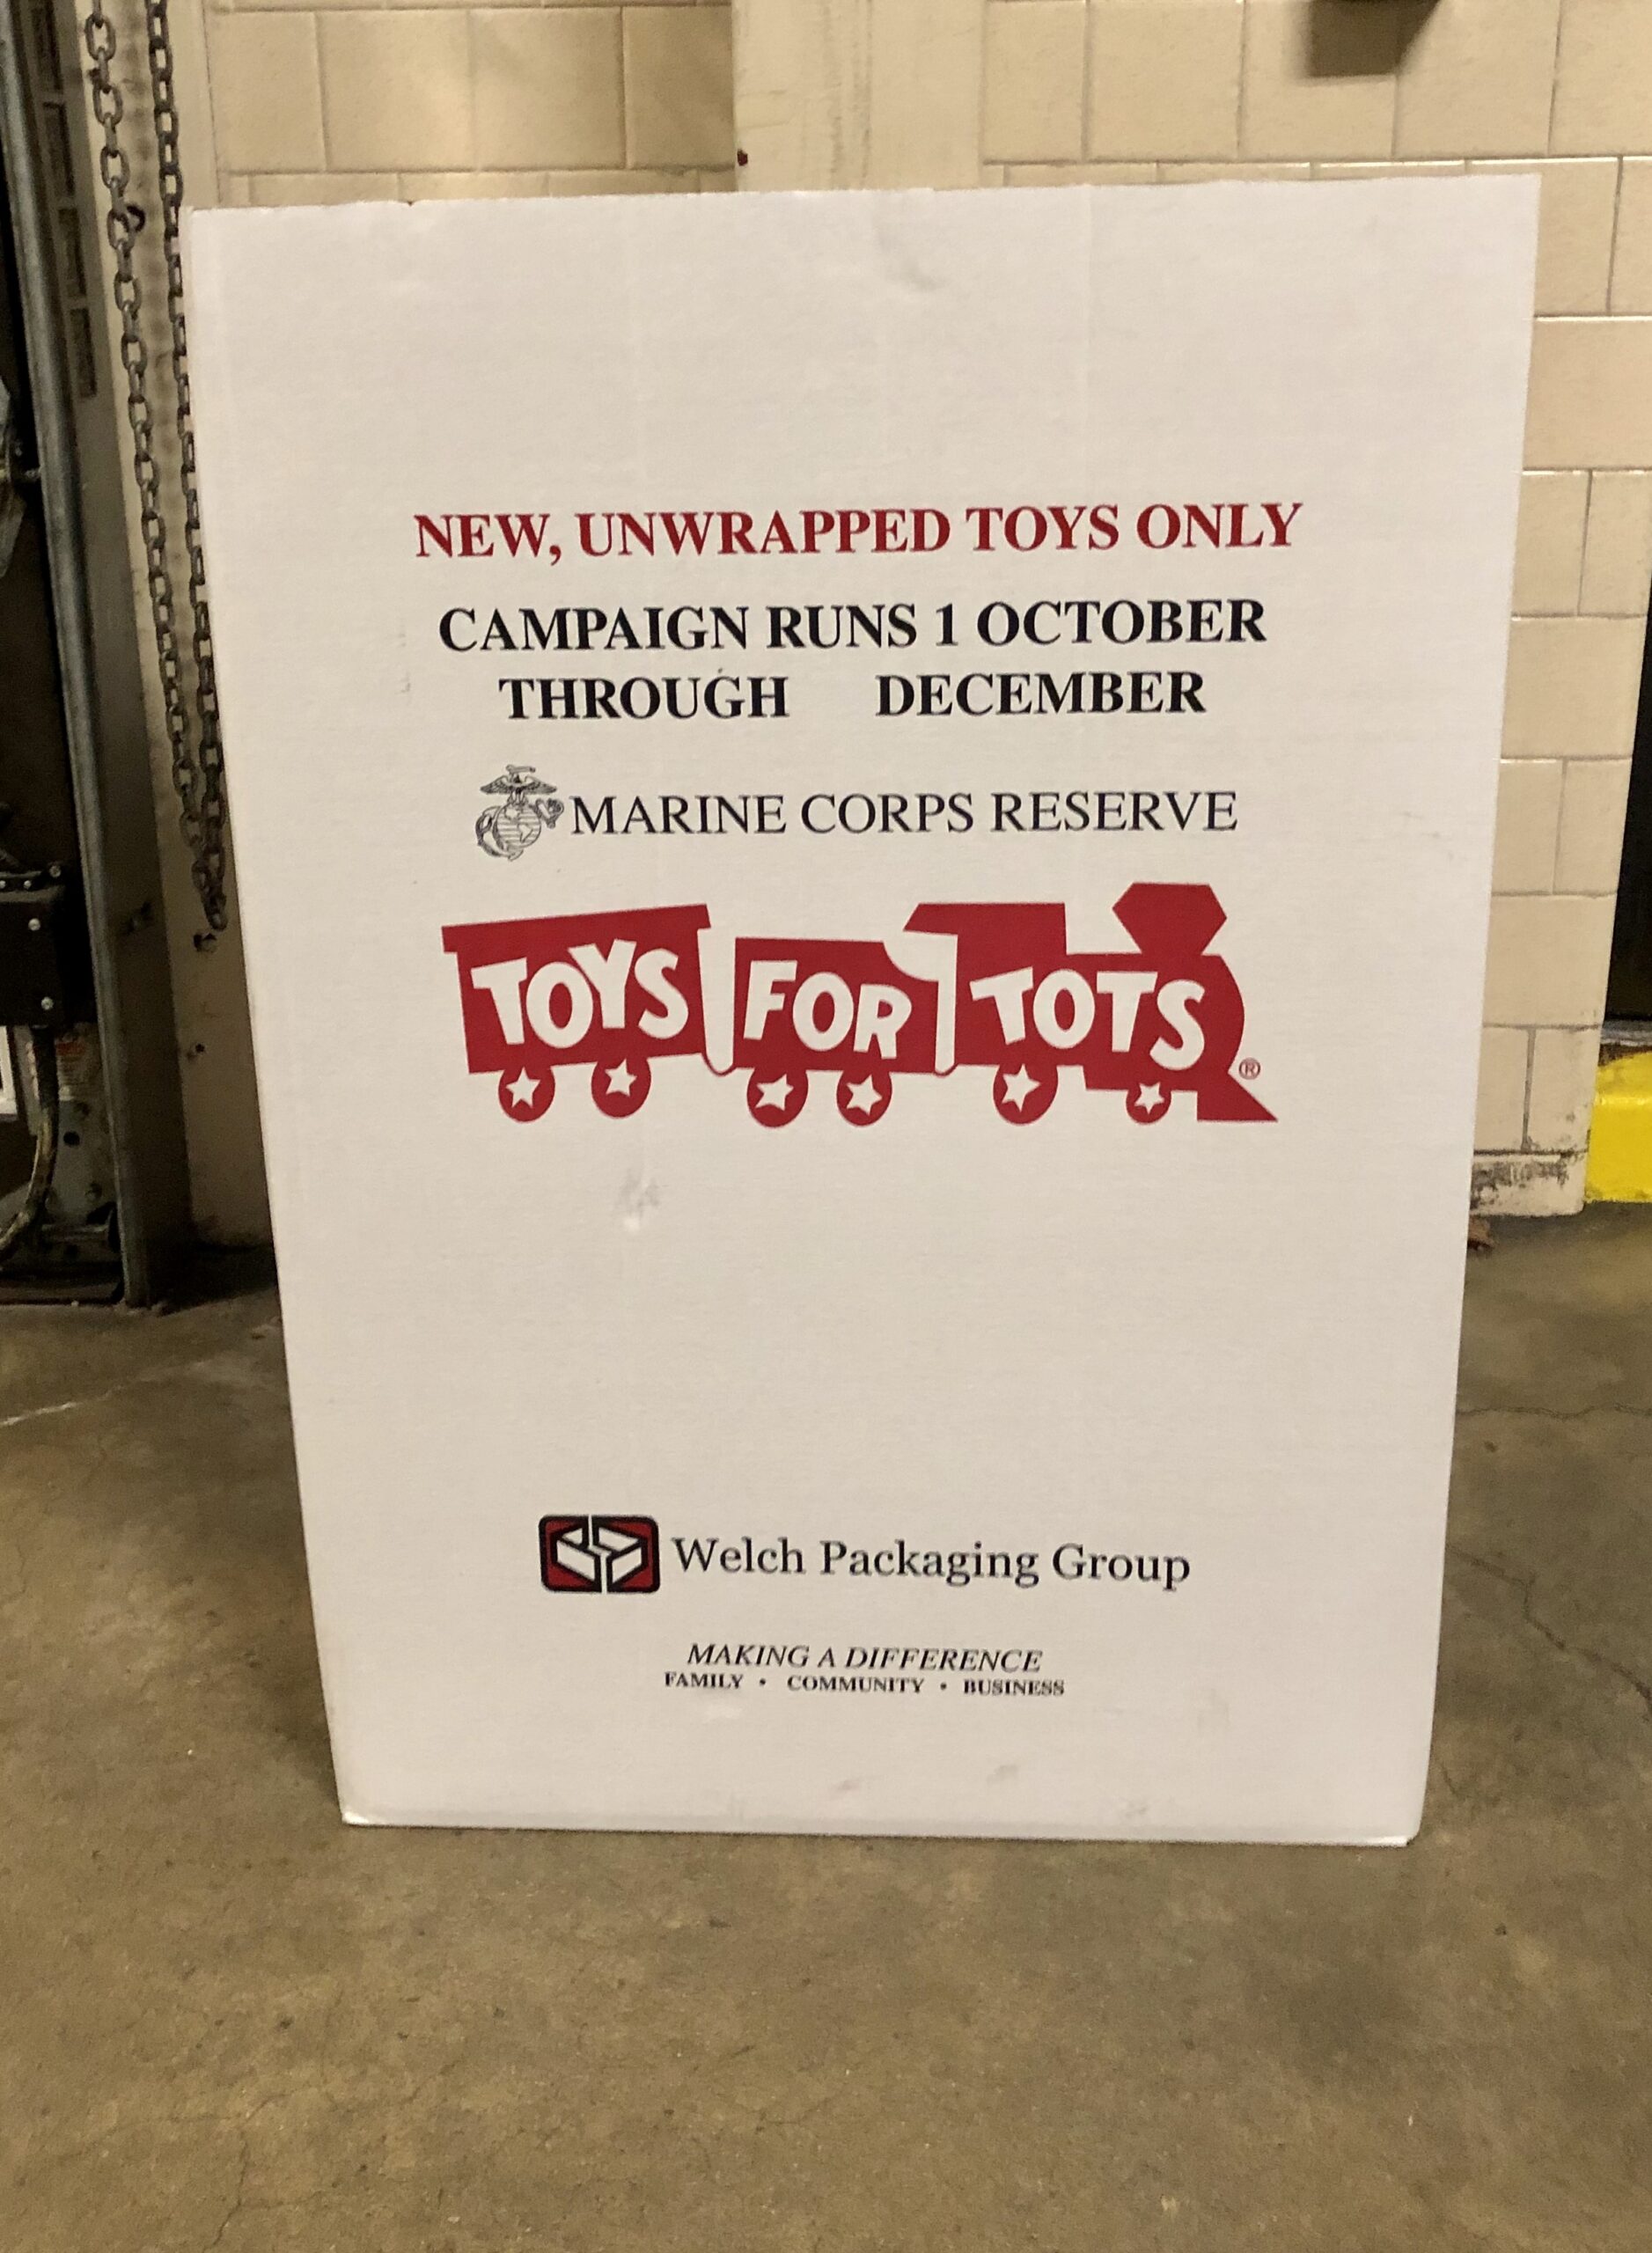 NEW, UNWRAPPED TOYS ONLY
CAMPAIGN RUNS 1 OCTOBER
THROUGH DECEMBER
MARINE CORPS RESERVE
TOYS FOR TOTS ®
Welch Packaging Group
MAKING A DIFFERENCE
FAMILY • COMMUNITY • BUSINESS